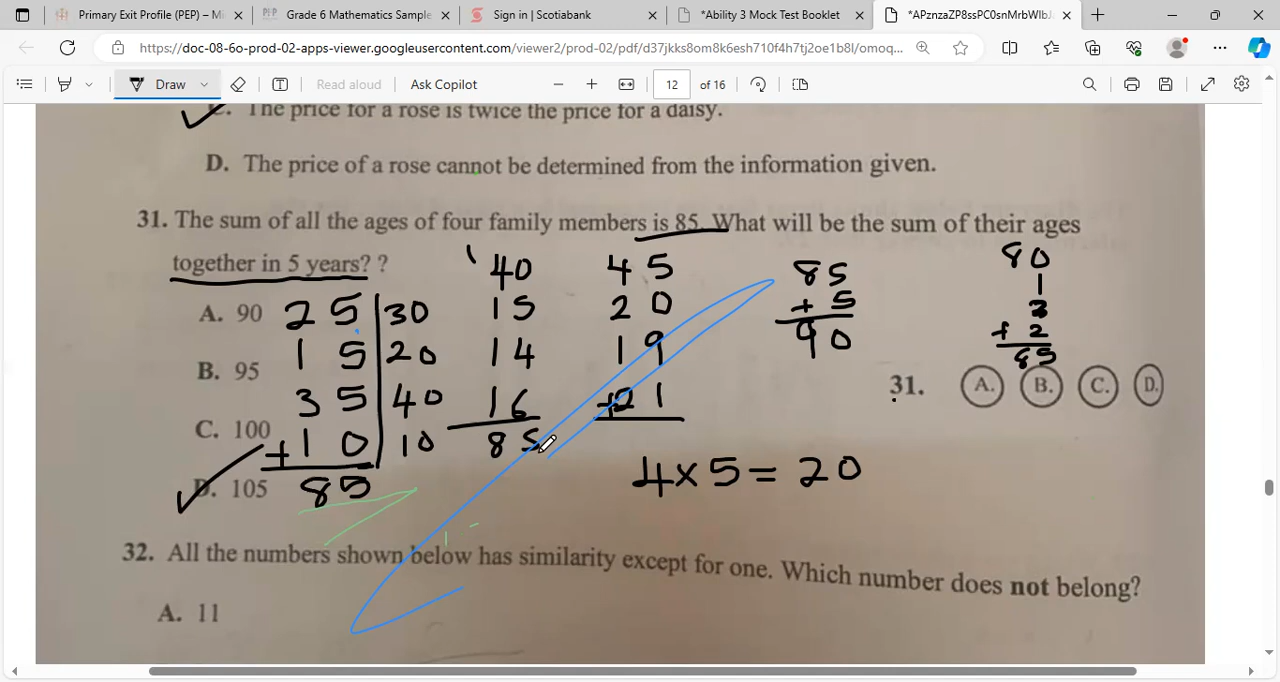 Primary Exit Profile (PEP) – Mi
Grade 6 Mathematics Sample
Sign in | Scotiabank
*Ability 3 Mock Test Booklet
*APznzaZP8ssPC0snMrbWIbJ
https://doc-08-6o-prod-02-apps-viewer.googleusercontent.com/viewer2/prod-02/pdf/d37jkks8om8k6esh710f4h7tj2oe1b8l/omoq...
Draw
Read aloud
Ask Copilot
12 of 16
The price for a rose is twice the price for a daisy.
D. The price of a rose cannot be determined from the information given.
31. The sum of all the ages of four family members is 85. What will be the sum of their ages
together in 5 years? ?
A. 90
B. 95
C. 100
D. 105
25 30
15 20
35 40
+10 10
85
1 40
15
14
16
85
45
20
19
+21
85
+ 5
90
80
1
2
+ 2
85
4x5=20
31. A. B. C. D.
32. All the numbers shown below has similarity except for one. Which number does not belong?
A. 11